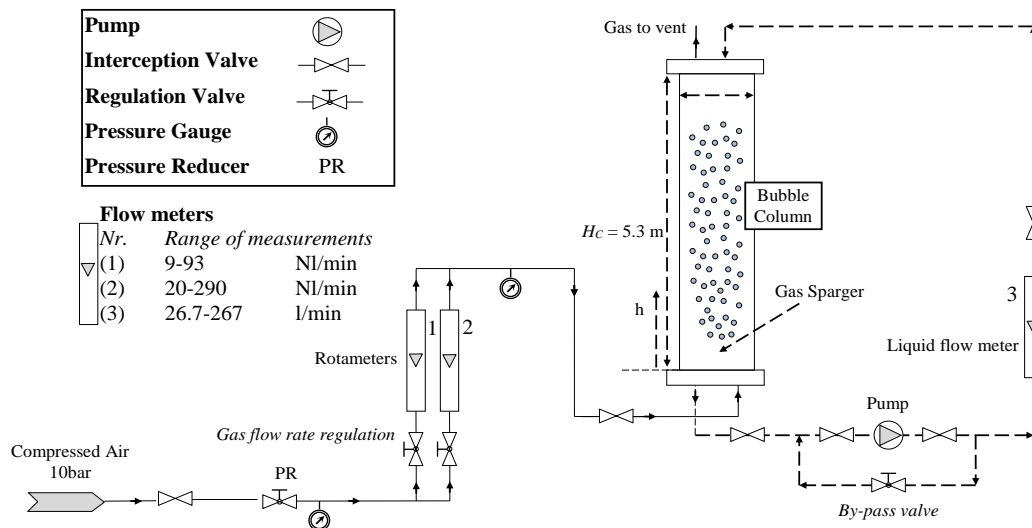 Pump
Interception Valve
Regulation Valve
Pressure Gauge
Pressure Reducer PR
Flow meters
Nr. Range of measurements
(1) 9-93 Nl/min
(2) 20-290 Nl/min
(3) 26.7-267 l/min
Gas to vent
Bubble
Column
HC = 5.3 m
h
Gas Sparger
3
Liquid flow meter
1
2
Rotameters
Gas flow rate regulation
Compressed Air
10bar
PR
Pump
By-pass valve